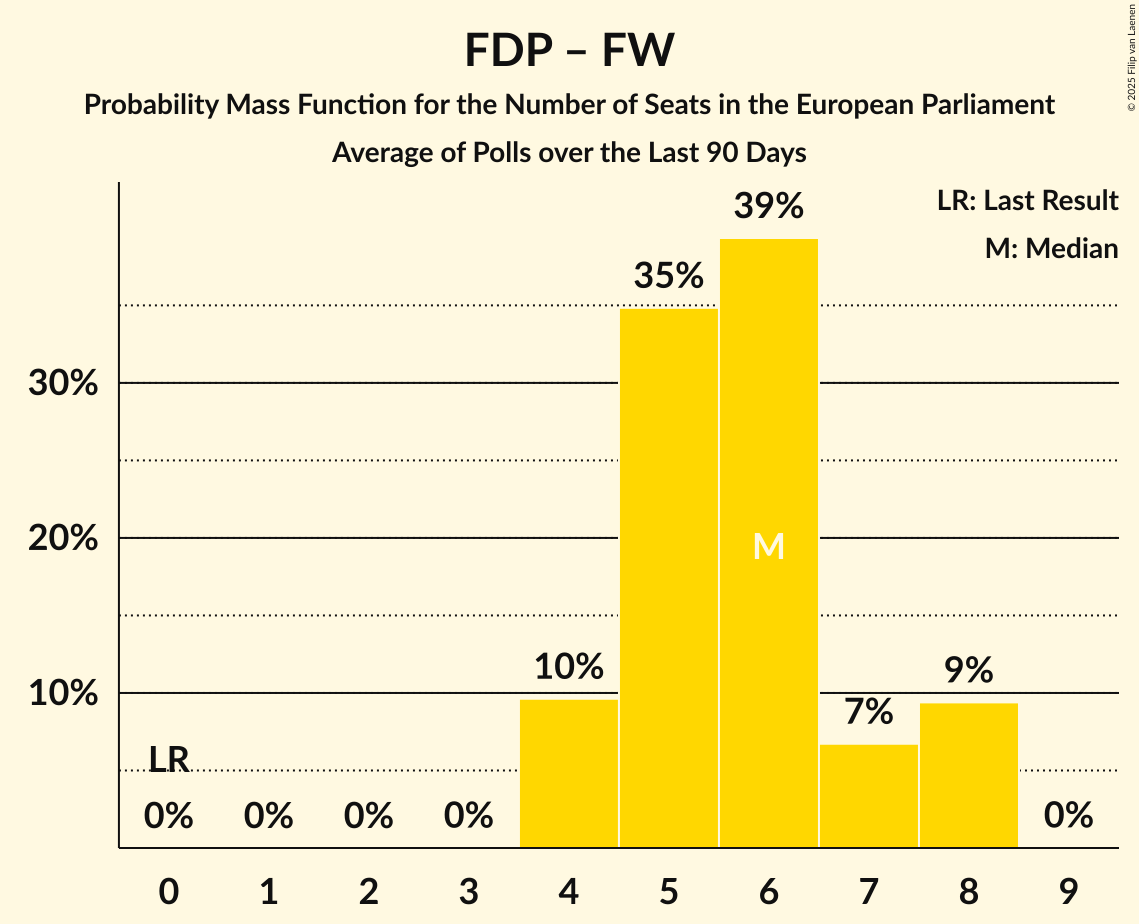 FDP – FW
Probability Mass Function for the Number of Seats in the European Parliament
Average of Polls over the Last 90 Days
© 2025 Filip van Laenen
LR: Last Result
M: Median
39%
35%
30%
20%
M
10%
10%
9%
7%
LR
0%
0%
0%
0%
0%
0
1
2
3
4
5
6
7
8
9